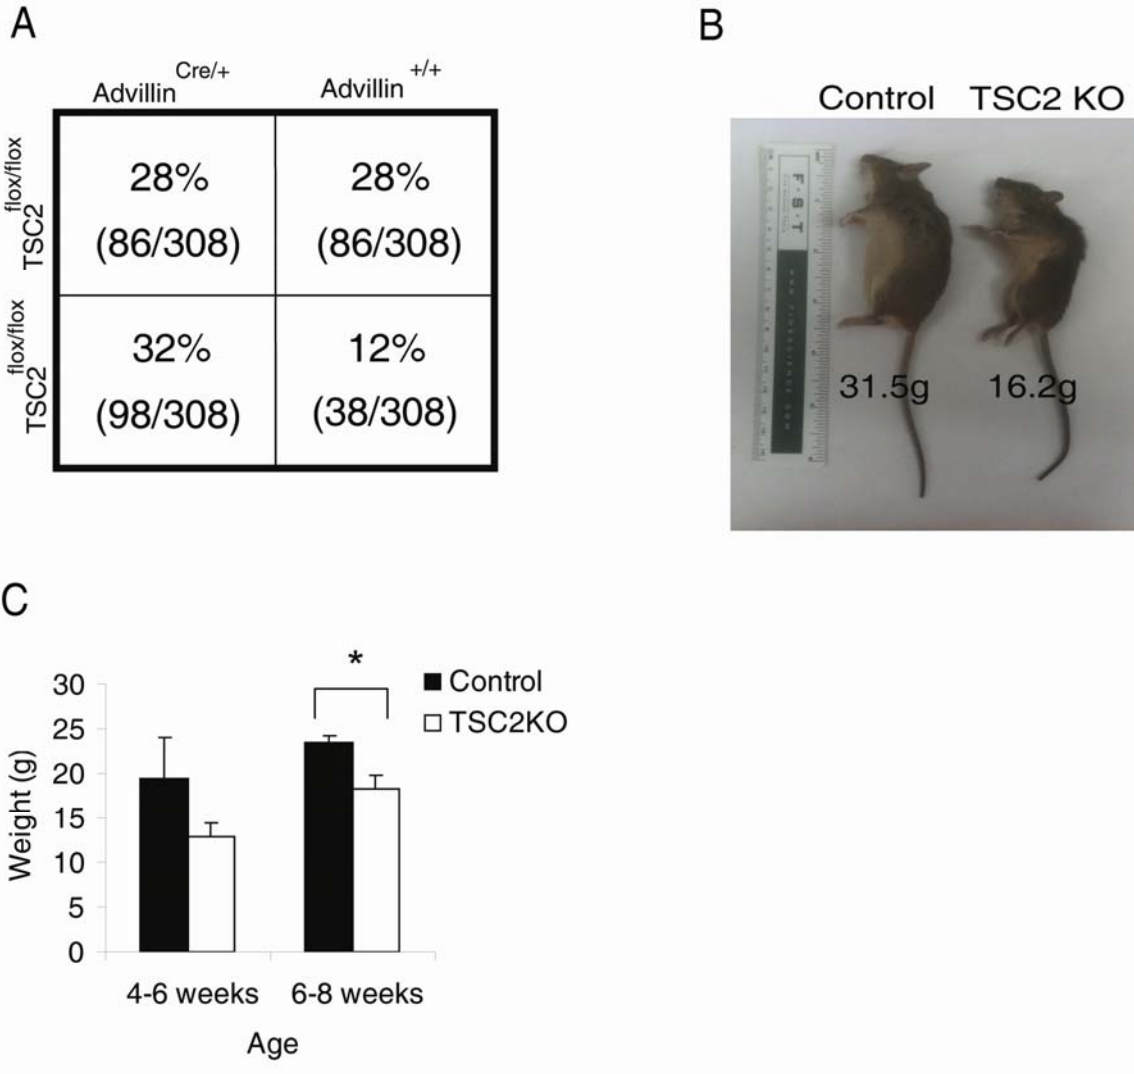 A
Advillin Cre/+
Advillin +/+
TSC2 flox/flox
28%
(86/308)
28%
(86/308)
TSC2 flox/flox
32%
(98/308)
12%
(38/308)
B
Control TSC2 KO
F·S·T
31.5g 16.2g
C
*
Control
TSC2KO
30
25
20
15
10
5
0
Weight (g)
4-6 weeks 6-8 weeks
Age